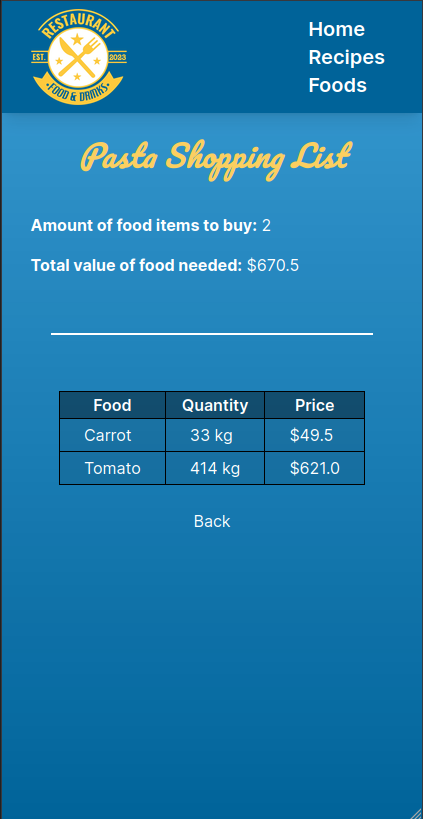 RESTAURANT
EST. 2023
·FOOD & DRINKS·
Home
Recipes
Foods
Pasta Shopping List
Amount of food items to buy: 2
Total value of food needed: $670.5
Food Quantity Price
Carrot 33 kg $49.5
Tomato 414 kg $621.0
Back